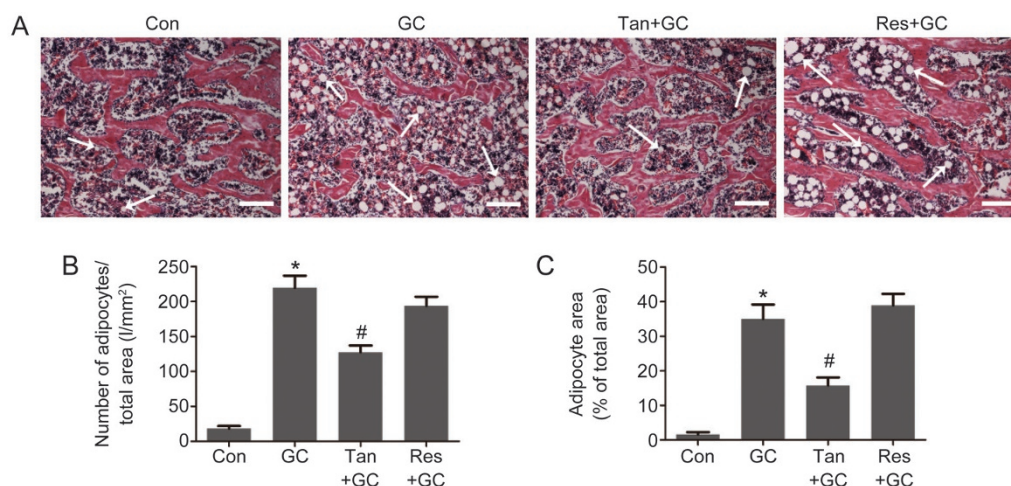 A
Con
GC
Tan+GC
Res+GC
B
Number of adipocytes/
total area (l/mm²)
250
200
150
100
50
0
*
#
Con
GC
Tan
+GC
Res
+GC
C
Adipocyte area
(% of total area)
50
40
30
20
10
0
*
#
Con
GC
Tan
+GC
Res
+GC